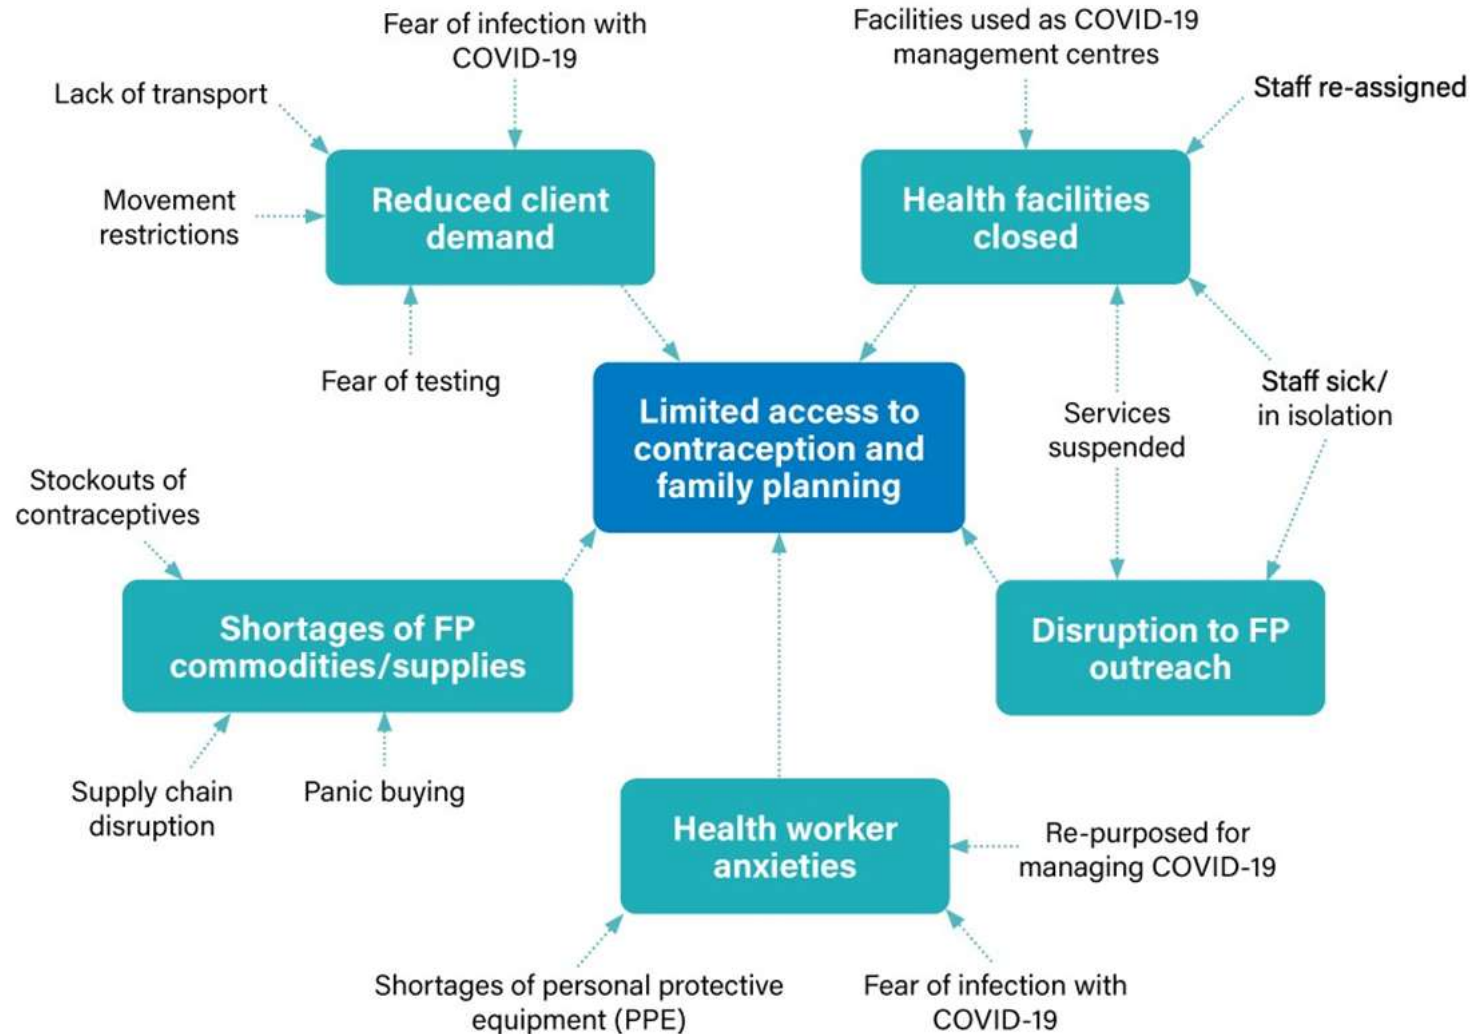 Fear of infection with
COVID-19
Facilities used as COVID-19
management centres
Lack of transport
Staff re-assigned
Movement
restrictions
Reduced client
demand
Health facilities
closed
Fear of testing
Limited access to
contraception and
family planning
Services
suspended
Staff sick/
in isolation
Stockouts of
contraceptives
Shortages of FP
commodities/supplies
Disruption to FP
outreach
Supply chain
disruption
Panic buying
Health worker
anxieties
Re-purposed for
managing COVID-19
Shortages of personal protective
equipment (PPE)
Fear of infection with
COVID-19